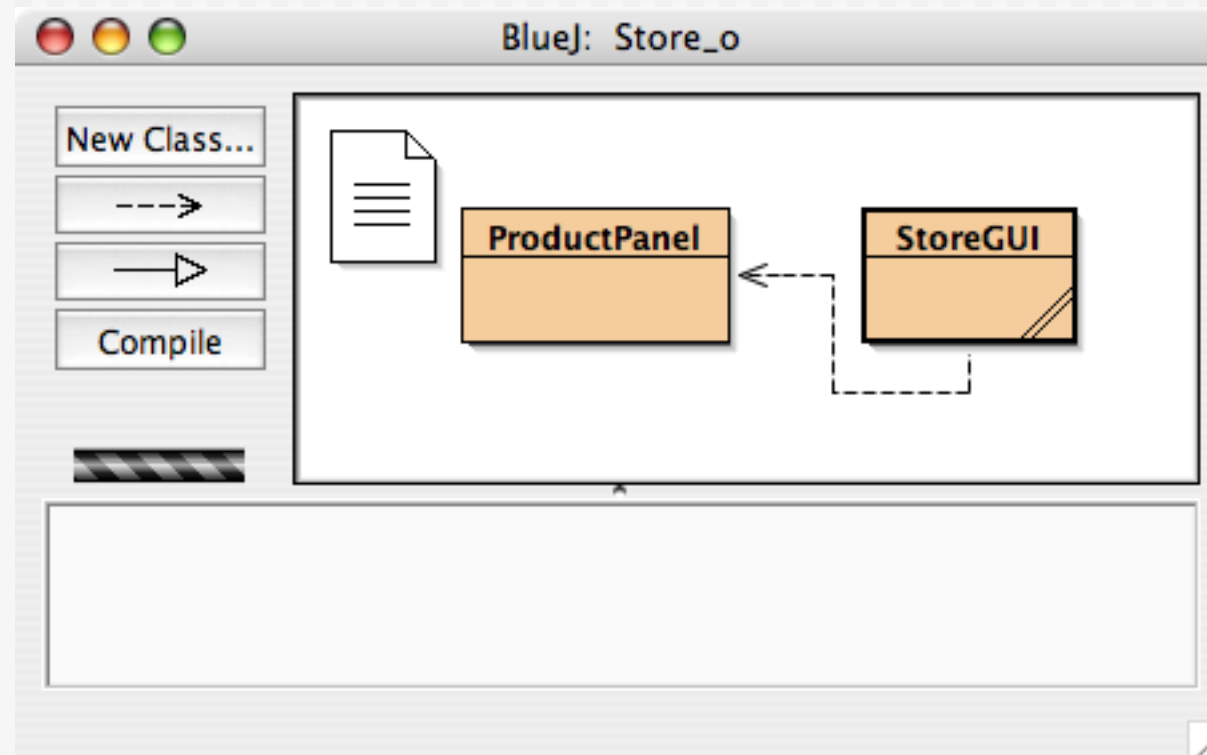 BlueJ: Store_o
New Class...
Compile
ProductPanel
StoreGUI